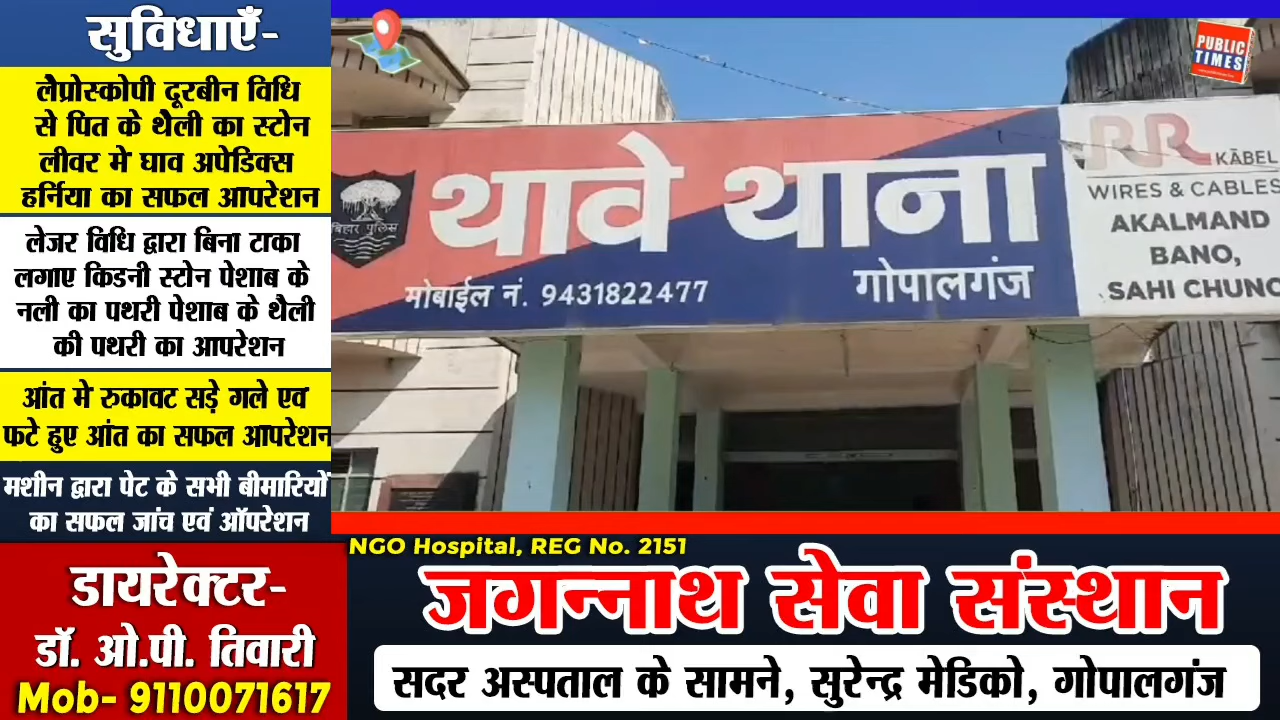 सुविधाएँ-
लेप्रोस्कोपी दूरबीन विधि
से पित के थैली का स्टोन
लीवर मे घाव अपेडिक्स
हर्निया का सफल आपरेशन
लेजर विधि द्वारा बिना टाका
लगाए किडनी स्टोन पेशाब के
नली का पथरी पेशाब के थैली
की पथरी का आपरेशन
आंत मे रुकावट सड़े गले एव
फटे हुए आंत का सफल आपरेशन
मशीन द्वारा पेट के सभी बीमारियों
का सफल जांच एवं ऑपरेशन
डायरेक्टर-
डॉ. ओ.पी. तिवारी
Mob- 9110071617
PUBLIC
TIMES
थावे थाना
बिहार पुलिस
मोबाईल नं. 9431822477
गोपालगंज
RR KABEL
WIRES & CABLES
AKALMAND
BANO,
SAHI CHUNO
NGO Hospital, REG No. 2151
जगन्नाथ सेवा संस्थान
सदर अस्पताल के सामने, सुरेन्द्र मेडिको, गोपालगंज